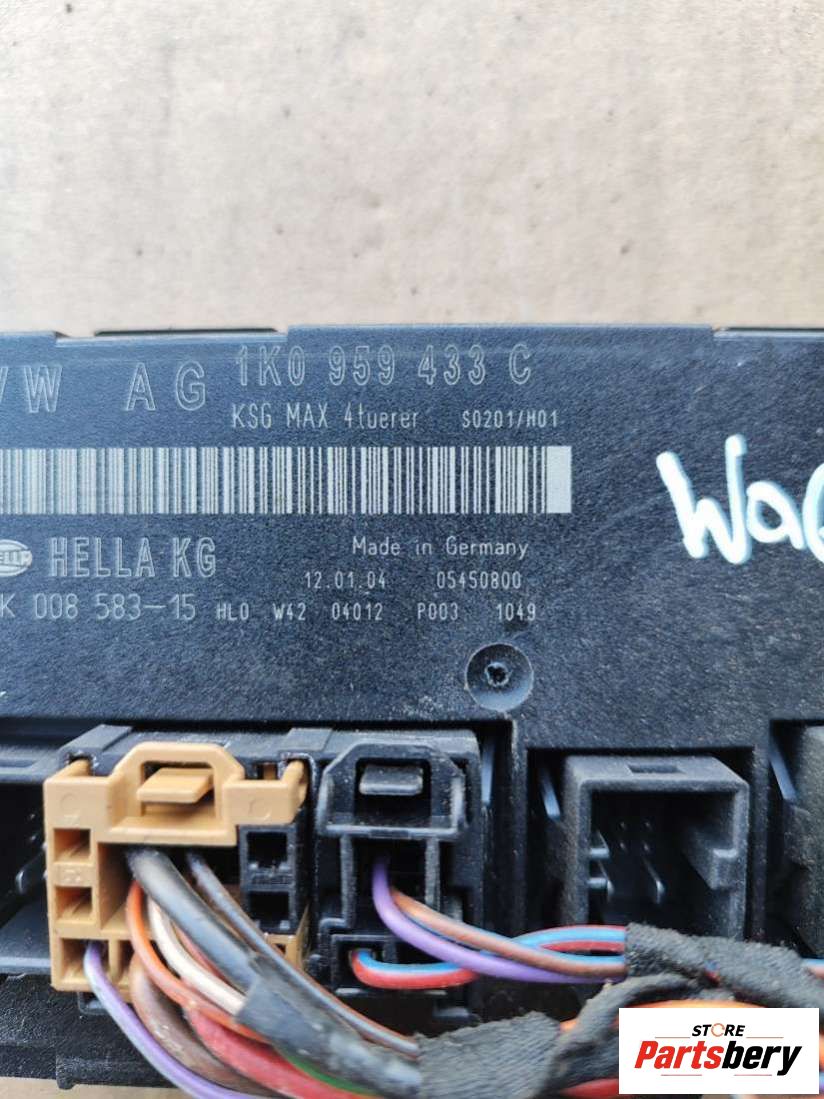 VW AG 1K0 959 433 C
KSG MAX 4tuerer S0201/H01
HELLA KG Made in Germany
12.01.04 05450800
K 008 583-15 HLO W42 04012 P003 1049
STORE
Partsbery